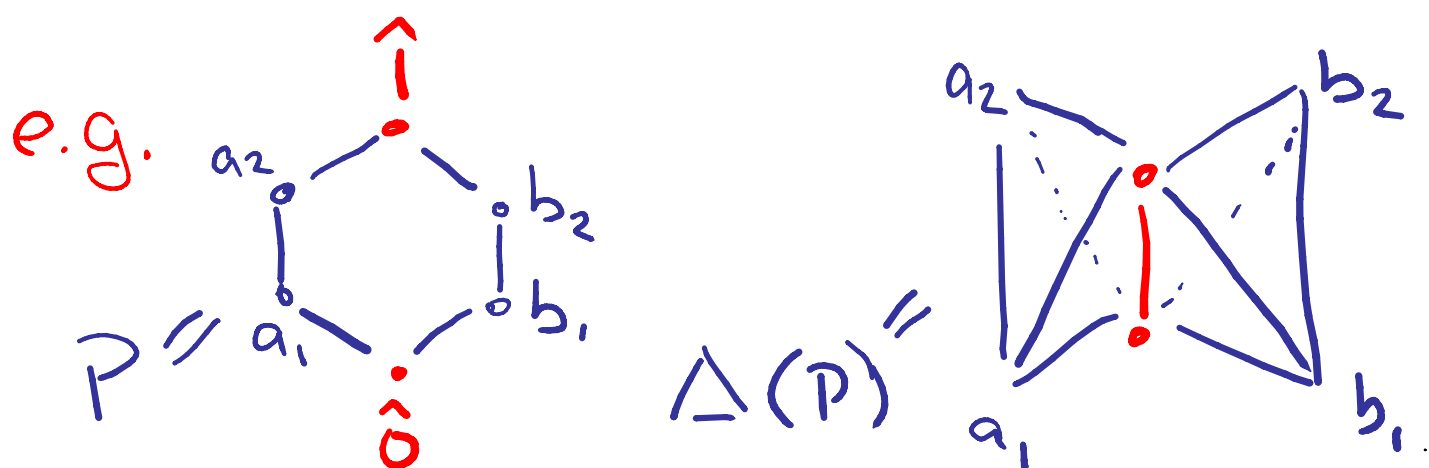 1̂
e.g.
a₂
b₂
a₁
b₁
P =
0̂
a₂
b₂
Δ(P) =
a₁
b₁